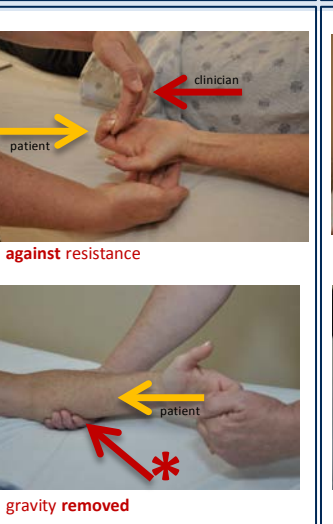 clinician
patient
against resistance
patient
*
gravity removed